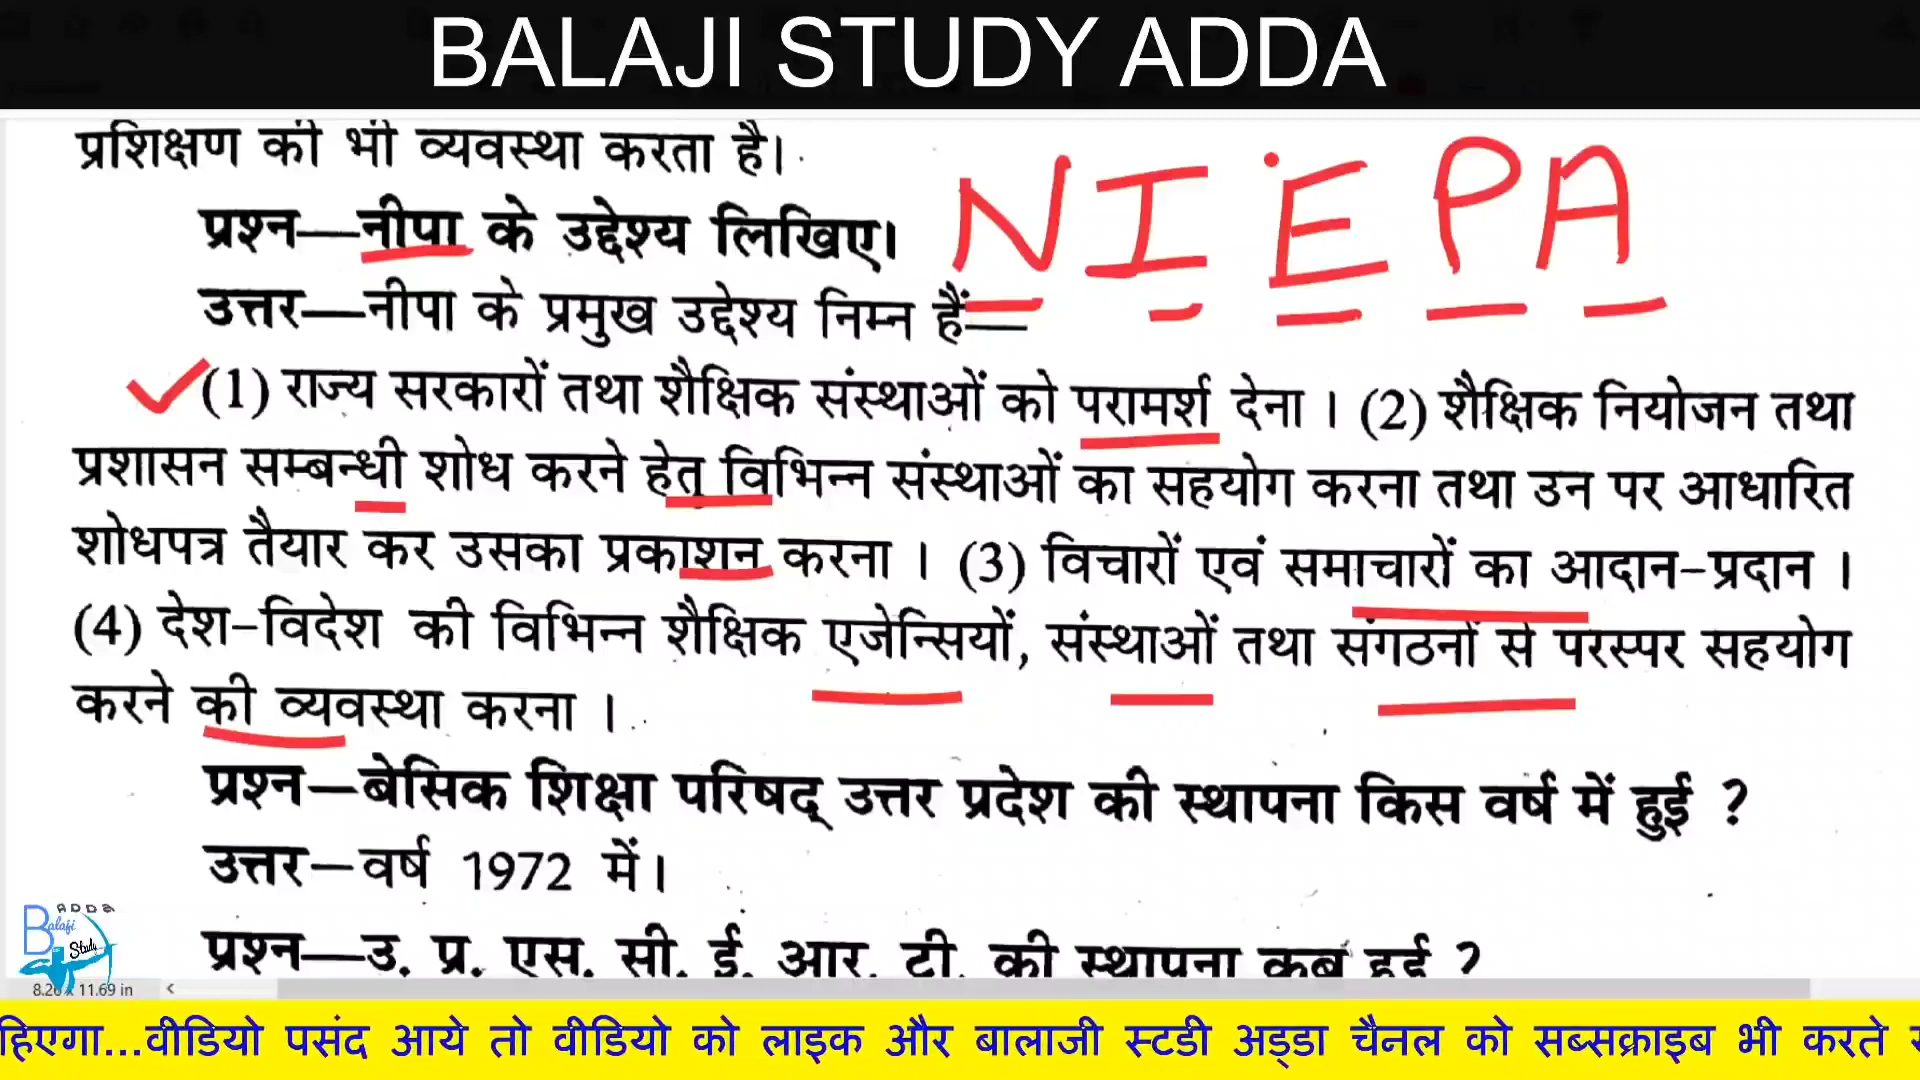 BALAJI STUDY ADDA
प्रशिक्षण की भी व्यवस्था करता है।
प्रश्न—नीपा के उद्देश्य लिखिए। NIEPA
उत्तर—नीपा के प्रमुख उद्देश्य निम्न हैं—
(1) राज्य सरकारों तथा शैक्षिक संस्थाओं को परामर्श देना । (2) शैक्षिक नियोजन तथा
प्रशासन सम्बन्धी शोध करने हेतु विभिन्न संस्थाओं का सहयोग करना तथा उन पर आधारित
शोधपत्र तैयार कर उसका प्रकाशन करना । (3) विचारों एवं समाचारों का आदान-प्रदान ।
(4) देश-विदेश की विभिन्न शैक्षिक एजेन्सियों, संस्थाओं तथा संगठनों से परस्पर सहयोग
करने की व्यवस्था करना ।
प्रश्न—बेसिक शिक्षा परिषद् उत्तर प्रदेश की स्थापना किस वर्ष में हुई ?
उत्तर—वर्ष 1972 में।
प्रश्न—उ. प्र. एस. सी. ई. आर. टी. की स्थापना कब हुई ?
ADDA
Balaji
Study
11.69 in
हिएगा...वीडियो पसंद आये तो वीडियो को लाइक और बालाजी स्टडी अड्डा चैनल को सब्सक्राइब भी करते